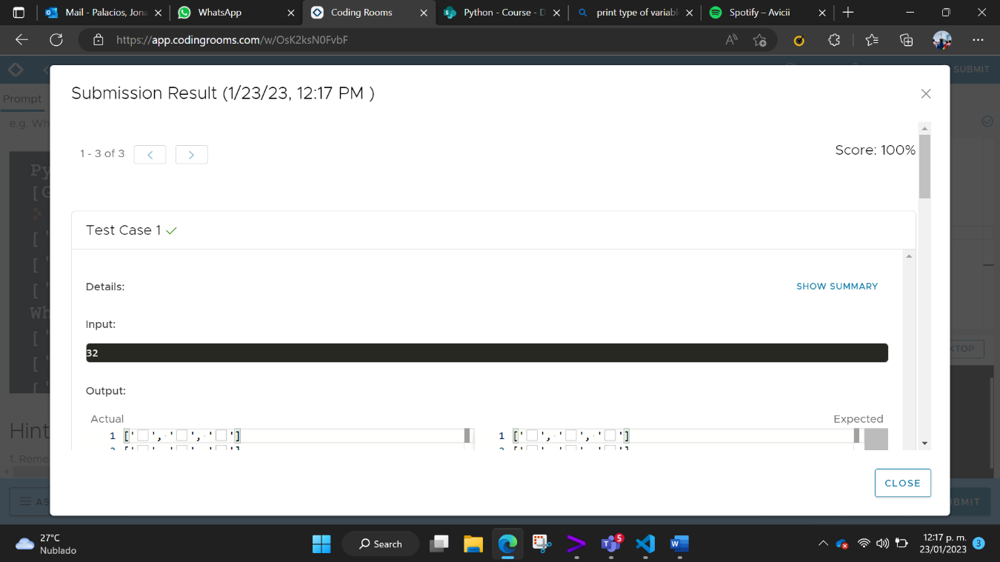 Mail - Palacios, Jona
WhatsApp
Coding Rooms
Python - Course - D
print type of variabl
Spotify – Avicii
https://app.codingrooms.com/w/OsK2ksN0FvbF
SUBMIT
Prompt
e.g. Wh
Submission Result (1/23/23, 12:17 PM )
1 - 3 of 3
Score: 100%
Py
[G
Test Case 1
Details:
SHOW SUMMARY
Input:
32
Output:
Actual
Expected
1 ['□', '□', '□']
1 ['□', '□', '□']
Wh
KTOP
Hint
1. Reme
CLOSE
AS
BMIT
27°C
Nublado
Search
5
12:17 p. m.
23/01/2023
3